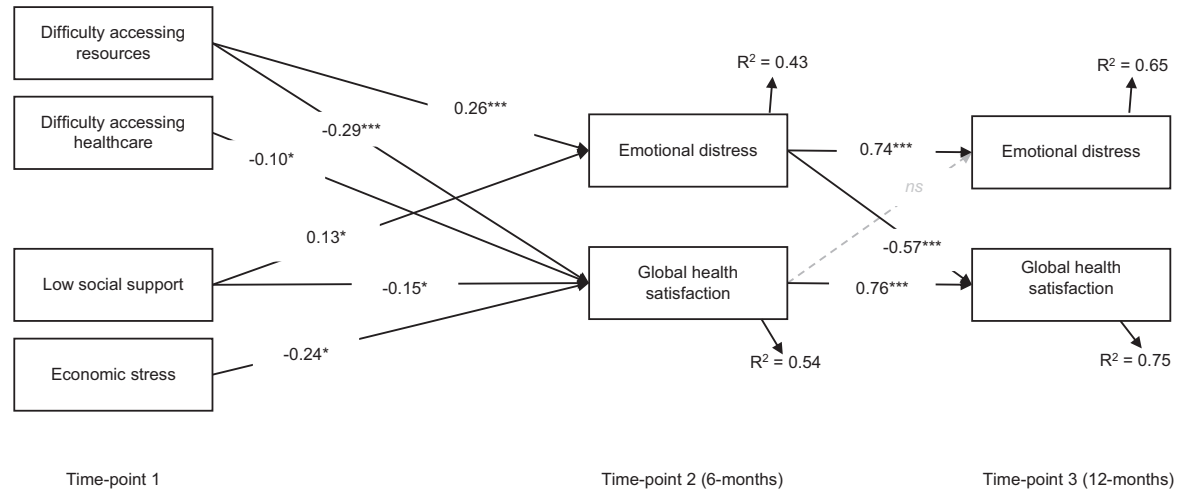 Difficulty accessing
resources
Difficulty accessing
healthcare
Low social support
Economic stress
0.26***
-0.29***
-0.10*
0.13*
-0.15*
-0.24*
R² = 0.43
Emotional distress
Global health
satisfaction
R² = 0.54
0.74***
ns
-0.57***
0.76***
R² = 0.65
Emotional distress
Global health
satisfaction
R² = 0.75
Time-point 1
Time-point 2 (6-months)
Time-point 3 (12-months)